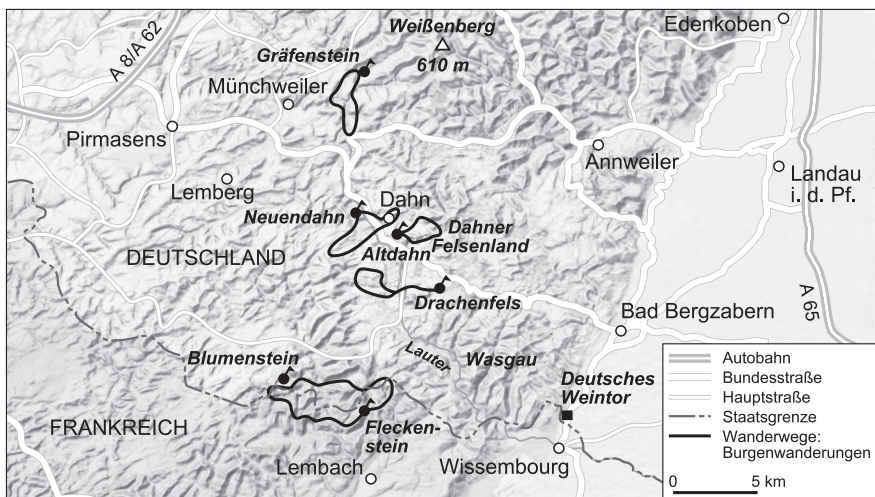 Weißenberg
610 m
Edenkoben
A 8/A 62
Gräfenstein
Münchweiler
Pirmasens
Annweiler
Landau
i. d. Pf.
Lemberg
Dahn
Neuendahn
Dahner
Felsenland
Altdahn
DEUTSCHLAND
Drachenfels
A 65
Bad Bergzabern
Blumenstein
Lauter
Wasgau
Deutsches
Weintor
FRANKREICH
Flecken-
stein
Lembach
Wissembourg
Autobahn
Bundesstraße
Hauptstraße
Staatsgrenze
Wanderwege:
Burgenwanderungen
0 5 km